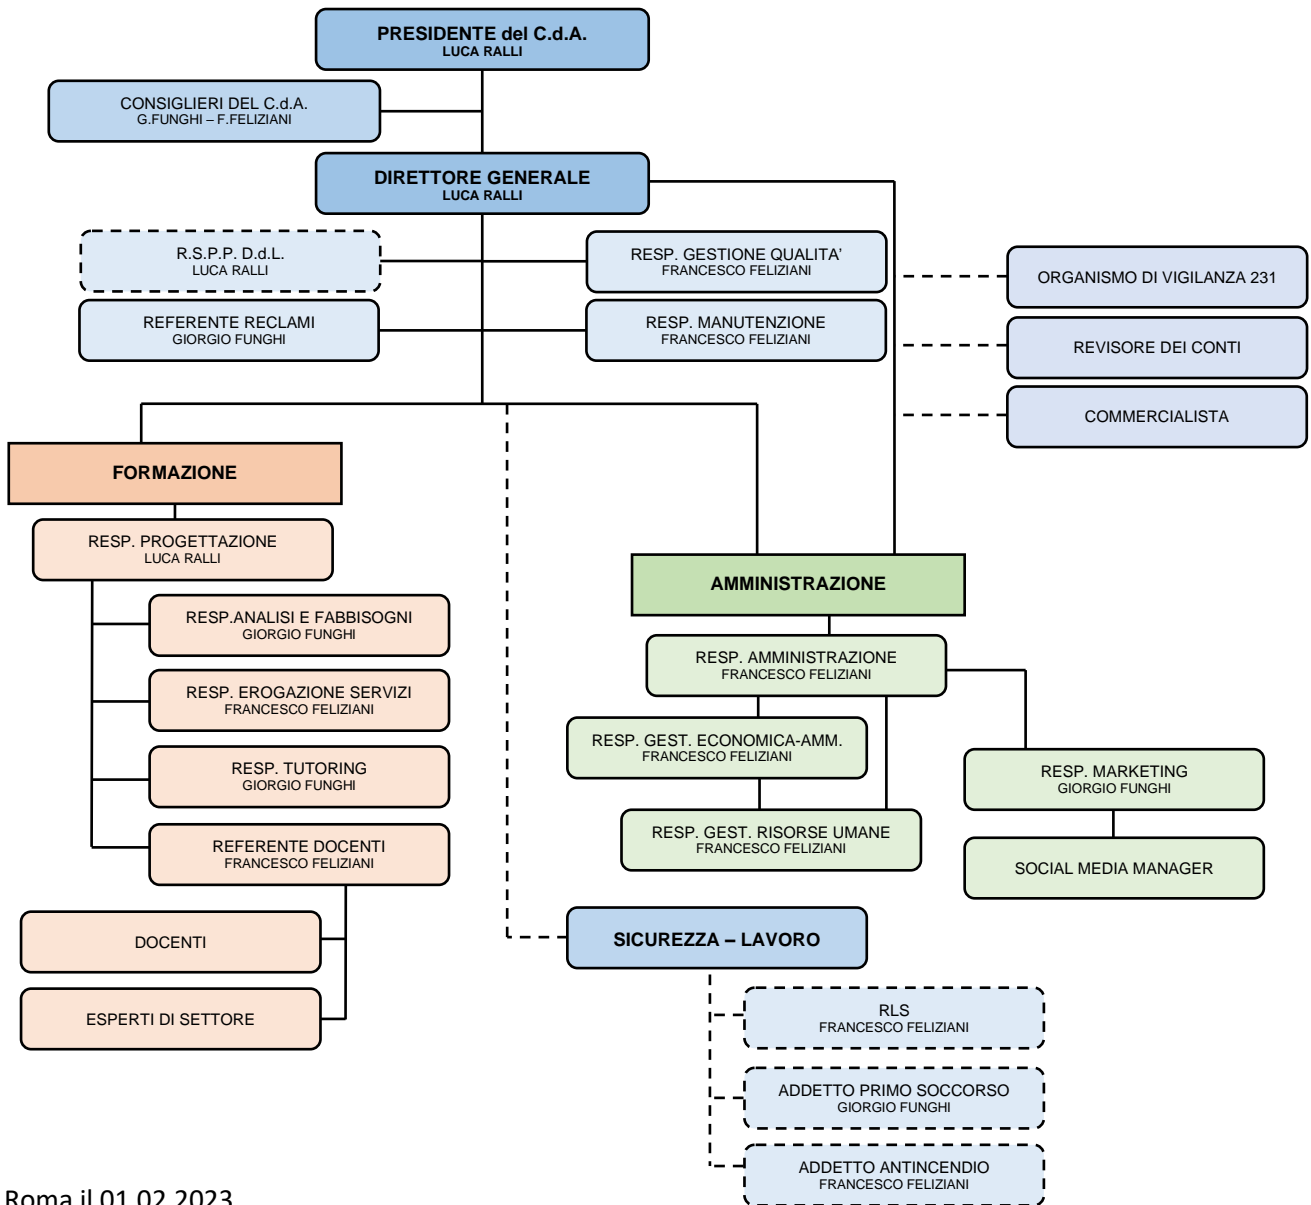 PRESIDENTE del C.d.A.
LUCA RALLI
CONSIGLIERI DEL C.d.A.
G.FUNGHI – F.FELIZIANI
DIRETTORE GENERALE
LUCA RALLI
R.S.P.P. D.d.L.
LUCA RALLI
RESP. GESTIONE QUALITA’
FRANCESCO FELIZIANI
REFERENTE RECLAMI
GIORGIO FUNGHI
RESP. MANUTENZIONE
FRANCESCO FELIZIANI
ORGANISMO DI VIGILANZA 231
REVISORE DEI CONTI
COMMERCIALISTA
FORMAZIONE
RESP. PROGETTAZIONE
LUCA RALLI
RESP.ANALISI E FABBISOGNI
GIORGIO FUNGHI
RESP. EROGAZIONE SERVIZI
FRANCESCO FELIZIANI
RESP. TUTORING
GIORGIO FUNGHI
REFERENTE DOCENTI
FRANCESCO FELIZIANI
DOCENTI
ESPERTI DI SETTORE
AMMINISTRAZIONE
RESP. AMMINISTRAZIONE
FRANCESCO FELIZIANI
RESP. GEST. ECONOMICA-AMM.
FRANCESCO FELIZIANI
RESP. GEST. RISORSE UMANE
FRANCESCO FELIZIANI
RESP. MARKETING
GIORGIO FUNGHI
SOCIAL MEDIA MANAGER
SICUREZZA – LAVORO
RLS
FRANCESCO FELIZIANI
ADDETTO PRIMO SOCCORSO
GIORGIO FUNGHI
ADDETTO ANTINCENDIO
FRANCESCO FELIZIANI
Roma il 01.02.2023